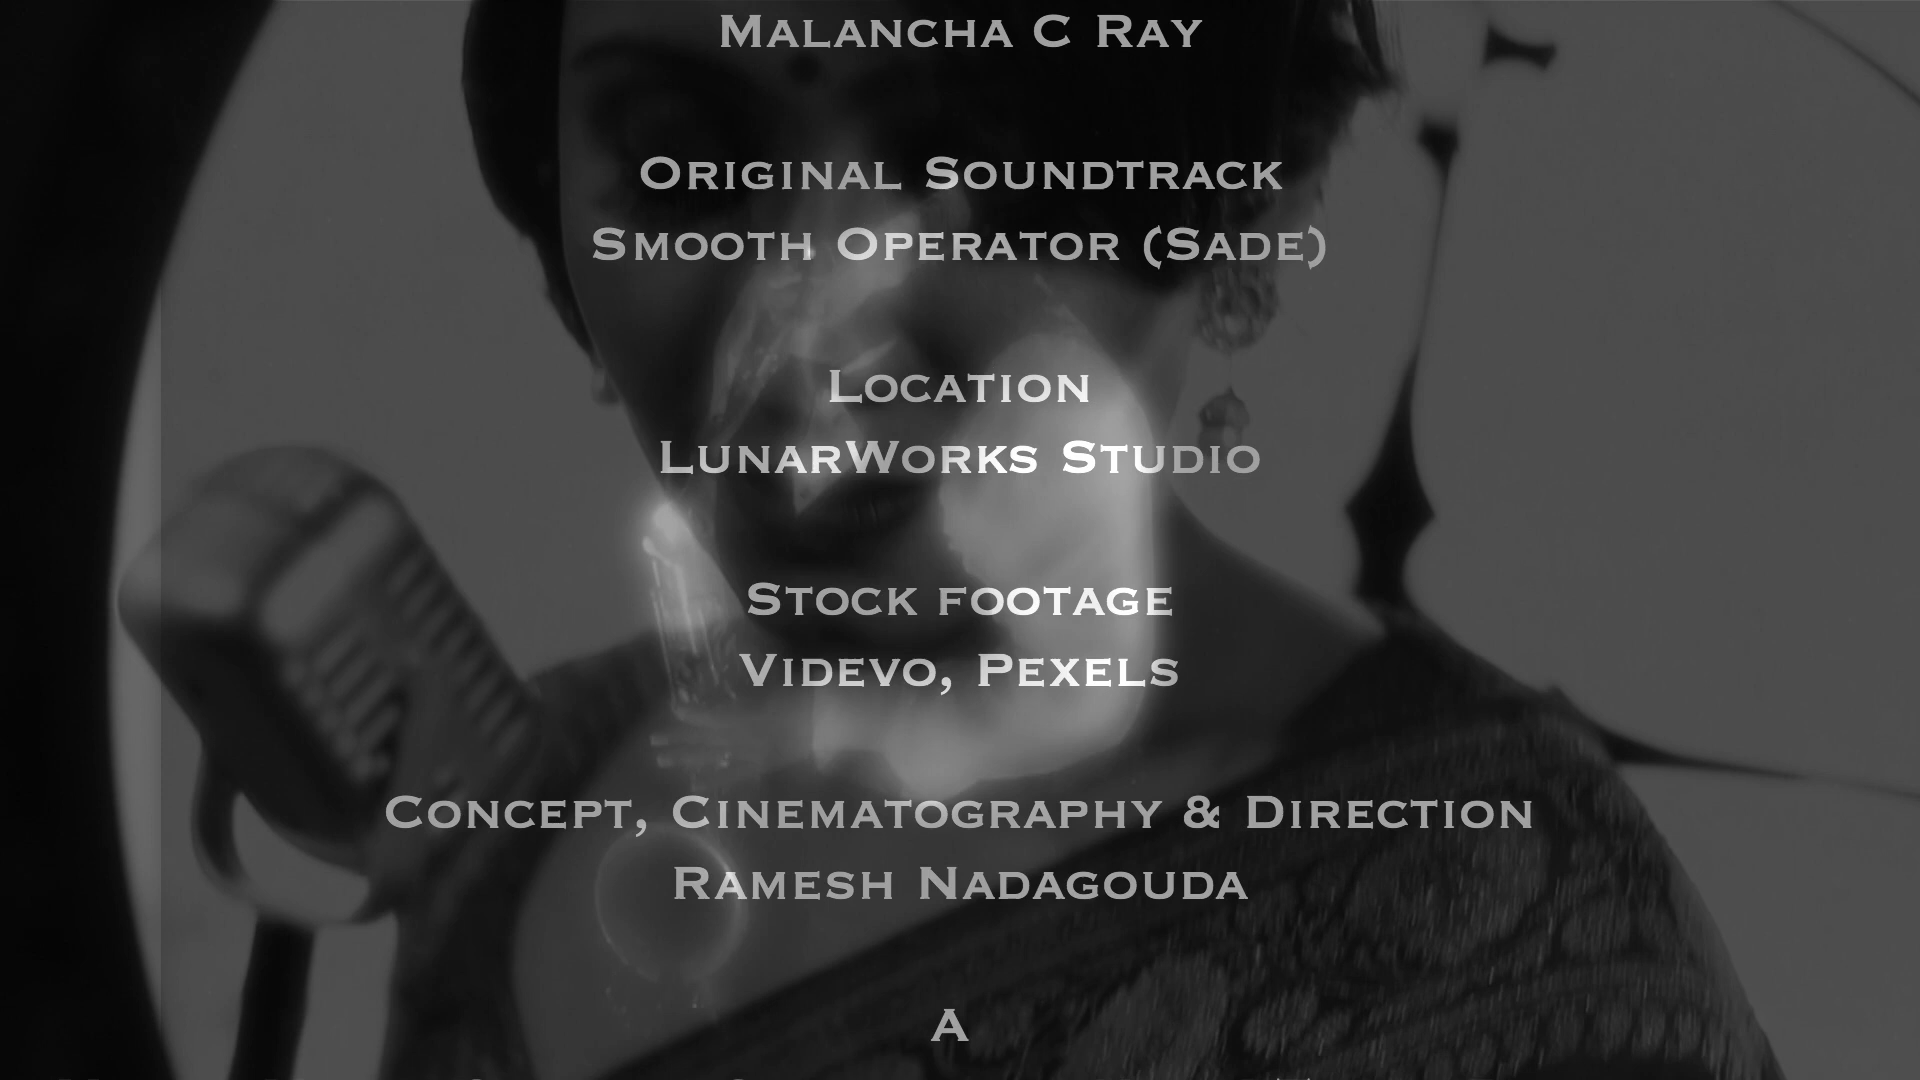 Malancha C Ray
Original Soundtrack
Smooth Operator (Sade)
Location
LunarWorks Studio
Stock footage
Videvo, Pexels
Concept, Cinematography & Direction
Ramesh Nadagouda
A